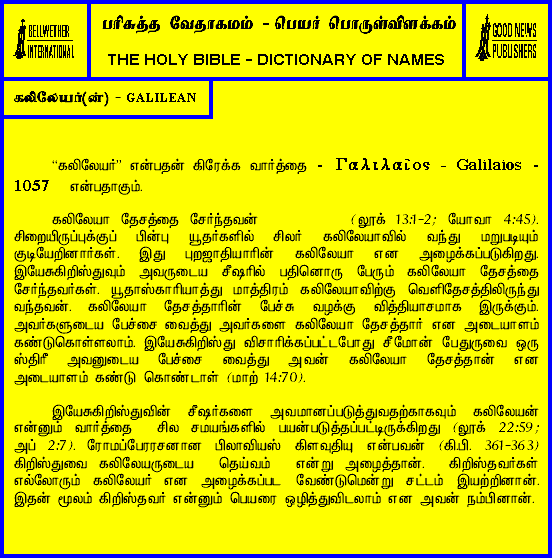 BELLWETHER
INTERNATIONAL
பரிசுத்த வேதாகமம் - பெயர் பொருள்விளக்கம்
THE HOLY BIBLE - DICTIONARY OF NAMES
GOOD NEWS
PUBLISHERS
கலிலேயர்(ன்) - GALILEAN
“கலிலேயர்” என்பதன் கிரேக்க வார்த்தை - Γαλιλαῖος - Galilaios -
1057 என்பதாகும்.
கலிலேயா தேசத்தை சேர்ந்தவன் (லூக் 13:1-2; யோவா 4:45).
சிறையிருப்புக்குப் பின்பு யூதர்களில் சிலர் கலிலேயாவில் வந்து மறுபடியும்
குடியேறினார்கள். இது புறஜாதியாரின் கலிலேயா என அழைக்கப்படுகிறது.
இயேசுகிறிஸ்துவும் அவருடைய சீஷரில் பதினொரு பேரும் கலிலேயா தேசத்தை
சேர்ந்தவர்கள். யூதாஸ்காரியாத்து மாத்திரம் கலிலேயாவிற்கு வெளிதேசத்திலிருந்து
வந்தவன். கலிலேயா தேசத்தாரின் பேச்சு வழக்கு வித்தியாசமாக இருக்கும்.
அவர்களுடைய பேச்சை வைத்து அவர்களை கலிலேயா தேசத்தார் என அடையாளம்
கண்டுகொள்ளலாம். இயேசுகிறிஸ்து விசாரிக்கப்பட்டபோது சீமோன் பேதுருவை ஒரு
ஸ்திரீ அவனுடைய பேச்சை வைத்து அவன் கலிலேயா தேசத்தான் என
அடையாளம் கண்டு கொண்டாள் (மாற் 14:70).
இயேசுகிறிஸ்துவின் சீஷர்களை அவமானப்படுத்துவதற்காகவும் கலிலேயன்
என்னும் வார்த்தை சில சமயங்களில் பயன்படுத்தப்பட்டிருக்கிறது (லூக் 22:59;
அப் 2:7). ரோமப்பேரரசனான பிலாவியஸ் கிளவுதியு என்பவன் (கி.பி. 361-363)
கிறிஸ்துவை கலிலேயருடைய தெய்வம் என்று அழைத்தான். கிறிஸ்தவர்கள்
எல்லோரும் கலிலேயர் என அழைக்கப்பட வேண்டுமென்று சட்டம் இயற்றினான்.
இதன் மூலம் கிறிஸ்தவர் என்னும் பெயரை ஒழித்துவிடலாம் என அவன் நம்பினான்.